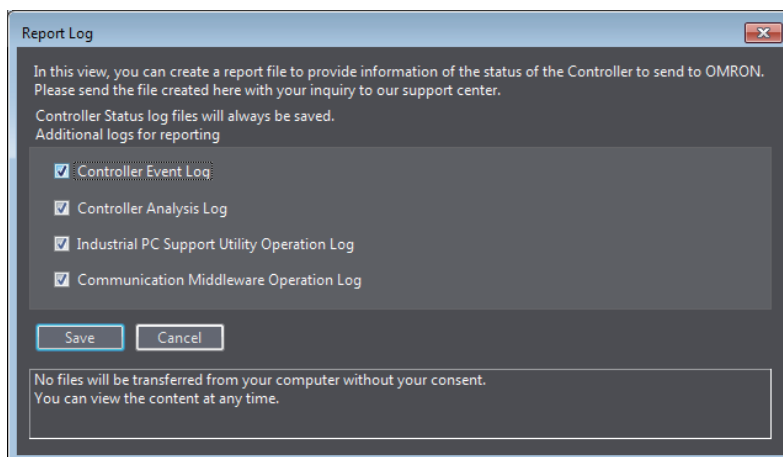 Report Log
In this view, you can create a report file to provide information of the status of the Controller to send to OMRON.
Please send the file created here with your inquiry to our support center.
Controller Status log files will always be saved.
Additional logs for reporting
Controller Event Log
Controller Analysis Log
Industrial PC Support Utility Operation Log
Communication Middleware Operation Log
Save Cancel
No files will be transferred from your computer without your consent.
You can view the content at any time.